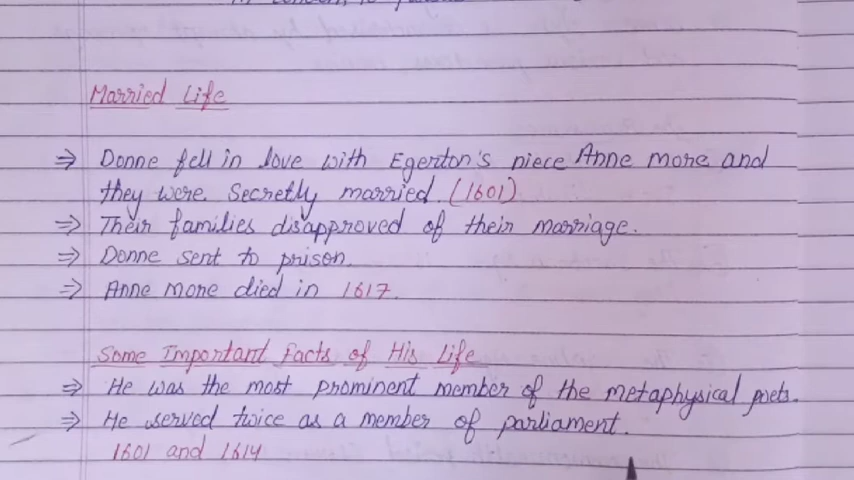 Married Life
⇒ Donne fell in love with Egerton's niece Anne more and
they were secretly married. (1601)
⇒ Their families disapproved of their marriage.
⇒ Donne sent to prison.
⇒ Anne more died in 1617.
Some Important facts of His Life
⇒ He was the most prominent member of the metaphysical poets.
⇒ He served twice as a member of parliament.
1601 and 1614